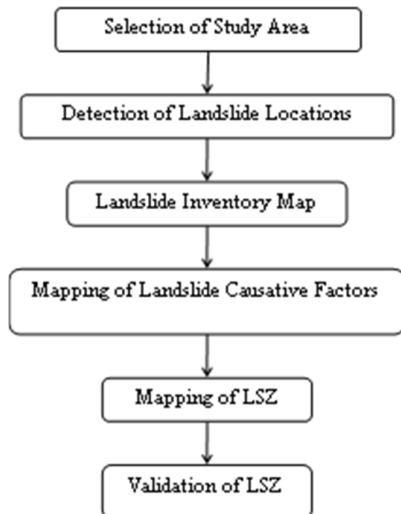 Selection of Study Area
Detection of Landslide Locations
Landslide Inventory Map
Mapping of Landslide Causative Factors
Mapping of LSZ
Validation of LSZ